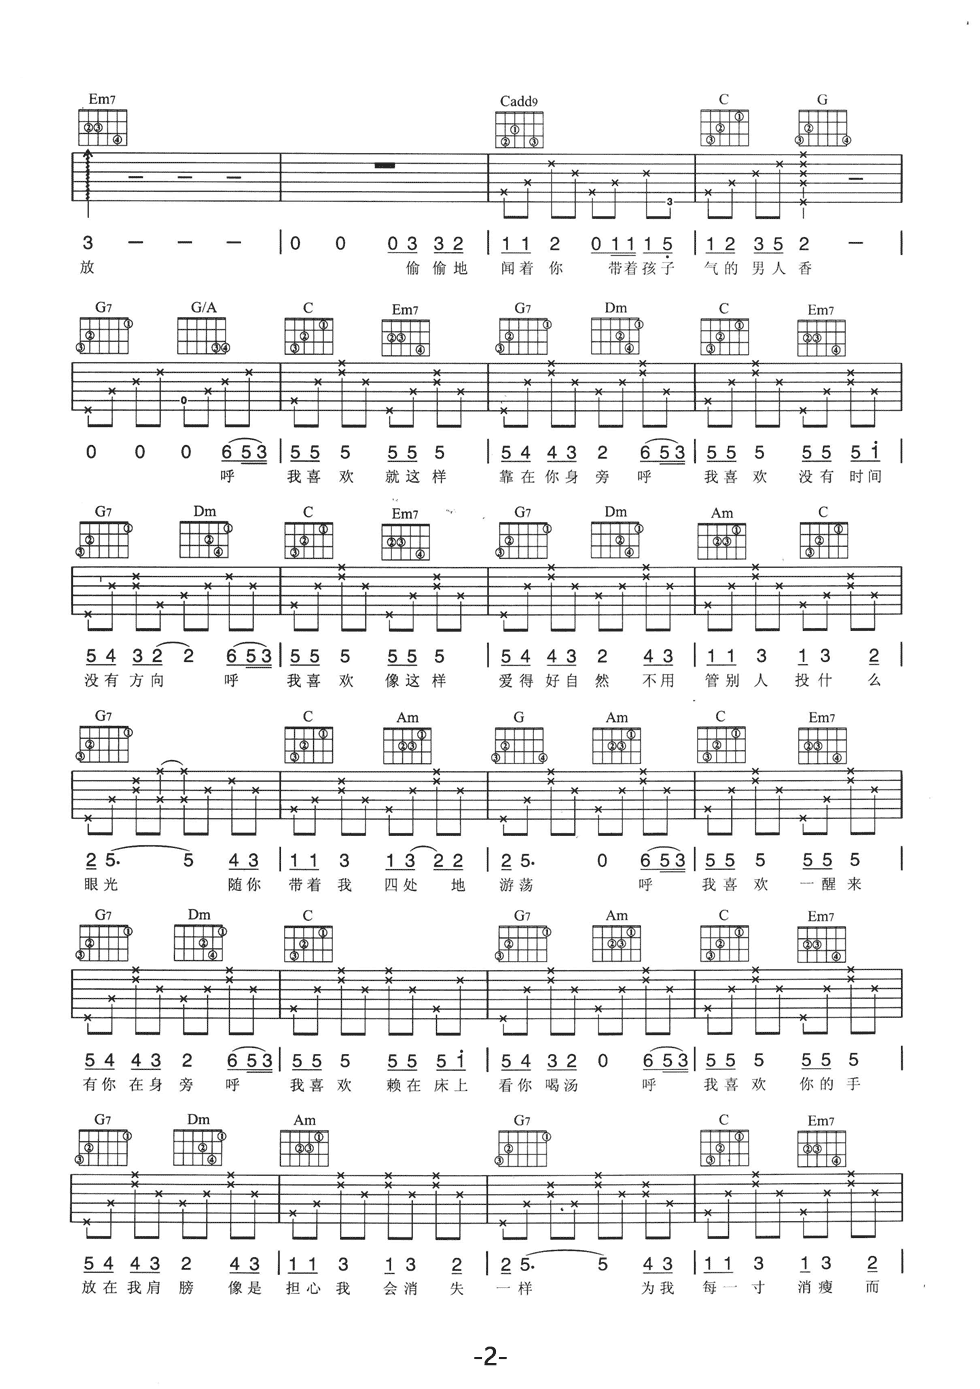 Em7 Cadd9 C G
3 — — — | 0 0 0 3 3 2 | 1 1 2 0 1 1 1 5 | 1 2 3 5 2 — |
放 偷 偷 地 闻 着 你 带 着 孩 子 气 的 男 人 香
G7 G/A C Em7 G7 Dm C Em7
0 0 0 6 5 3 | 5 5 5 5 5 5 | 5 4 4 3 2 6 5 3 | 5 5 5 5 5 5 1 |
呼 我 喜 欢 就 这 样 靠 在 你 身 旁 呼 我 喜 欢 没 有 时 间
G7 Dm C Em7 G7 Dm Am C
5 4 3 2 2 6 5 3 | 5 5 5 5 5 5 | 5 4 4 3 2 4 3 | 1 1 3 1 3 2 |
没 有 方 向 呼 我 喜 欢 像 这 样 爱 得 好 自 然 不 用 管 别 人 投 什 么
G7 C Am G Am C Em7
2 5. 5 4 3 | 1 1 3 1 3 2 2 | 2 5. 0 6 5 3 | 5 5 5 5 5 5 |
眼 光 随 你 带 着 我 四 处 地 游 荡 呼 我 喜 欢 一 醒 来
G7 Dm C G7 Am C Em7
5 4 4 3 2 6 5 3 | 5 5 5 5 5 5 1 | 5 4 3 2 0 6 5 3 | 5 5 5 5 5 5 |
有 你 在 身 旁 呼 我 喜 欢 赖 在 床 上 看 你 喝 汤 呼 我 喜 欢 你 的 手
G7 Dm Am G7 C Em7
5 4 4 3 2 4 3 | 1 1 3 1 3 2 | 2 5. 5 4 3 | 1 1 3 1 3 2 |
放 在 我 肩 膀 像 是 担 心 我 会 消 失 一 样 为 我 每 一 寸 消 瘦 而
-2-